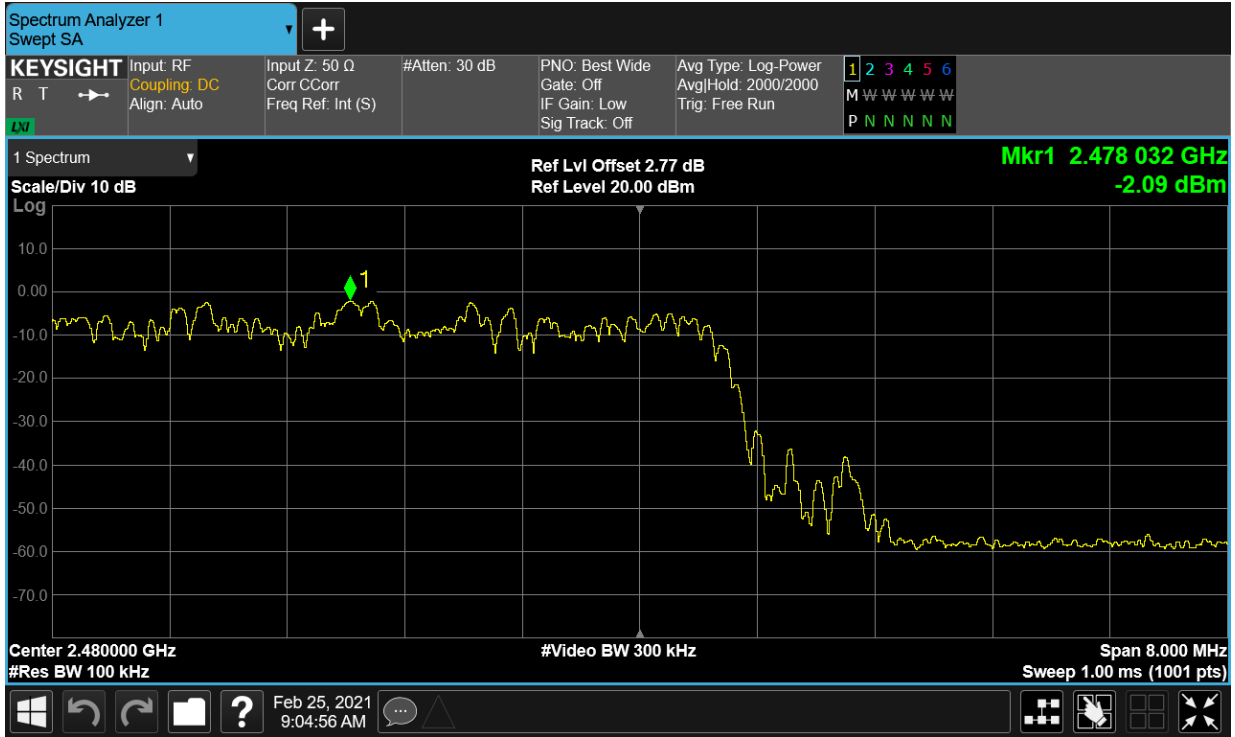 Spectrum Analyzer 1
Swept SA
KEYSIGHT
R T
LXI
Input: RF
Coupling: DC
Align: Auto
Input Z: 50 Ω
Corr CCorr
Freq Ref: Int (S)
#Atten: 30 dB
PNO: Best Wide
Gate: Off
IF Gain: Low
Sig Track: Off
Avg Type: Log-Power
Avg|Hold: 2000/2000
Trig: Free Run
1 2 3 4 5 6
M W W W W W
P N N N N N
1 Spectrum
Scale/Div 10 dB
Log
Ref Lvl Offset 2.77 dB
Ref Level 20.00 dBm
Mkr1 2.478 032 GHz
-2.09 dBm
10.0
0.00
-10.0
-20.0
-30.0
-40.0
-50.0
-60.0
-70.0
1
Center 2.480000 GHz
#Res BW 100 kHz
#Video BW 300 kHz
Span 8.000 MHz
Sweep 1.00 ms (1001 pts)
?
Feb 25, 2021
9:04:56 AM